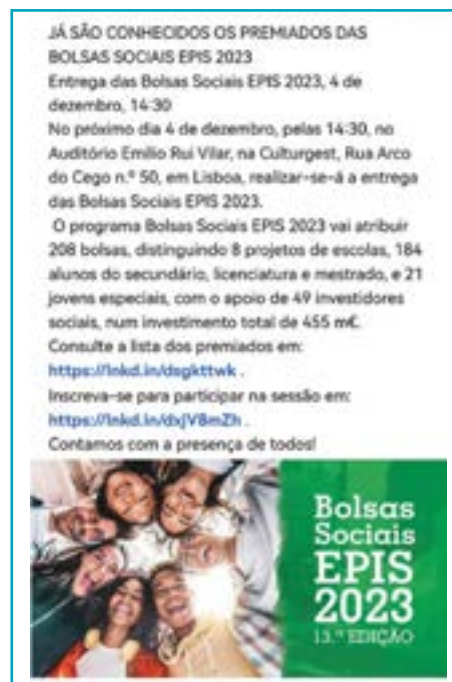 JÁ SÃO CONHECIDOS OS PREMIADOS DAS
BOLSAS SOCIAIS EPIS 2023
Entrega das Bolsas Sociais EPIS 2023, 4 de
dezembro, 14:30
No próximo dia 4 de dezembro, pelas 14:30, no
Auditório Emílio Rui Vilar, na Culturgest, Rua Arco
do Cego n.º 50, em Lisboa, realizar-se-á a entrega
das Bolsas Sociais EPIS 2023.
O programa Bolsas Sociais EPIS 2023 vai atribuir
208 bolsas, distinguindo 8 projetos de escolas, 184
alunos do secundário, licenciatura e mestrado, e 21
jovens especiais, com o apoio de 49 investidores
sociais, num investimento total de 455 m€.
Consulte a lista dos premiados em:
https://lnkd.in/dsgkttwk .
Inscreva-se para participar na sessão em:
https://lnkd.in/dxjV8mZh .
Contamos com a presença de todos!
Bolsas
Sociais
EPIS
2023
13.ª EDIÇÃO